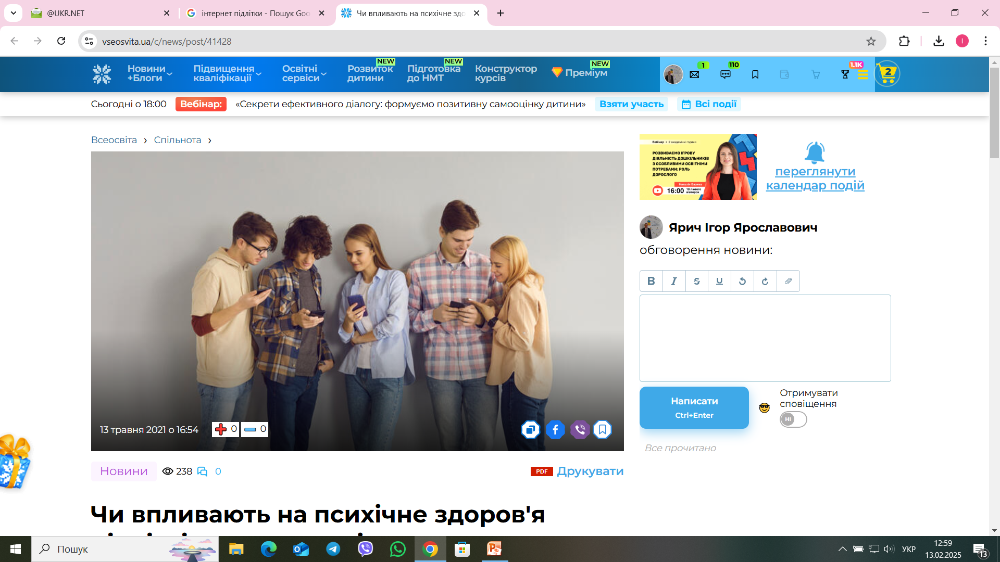 @UKR.NET
інтернет підлітки - Пошук Goo
Чи впливають на психічне здо
vseosvita.ua/c/news/post/41428
Новини
+Блоги
Підвищення
кваліфікації
Освітні
сервіси
NEW
Розвиток
дитини
NEW
Підготовка
до НМТ
Конструктор
курсів
NEW
Преміум
1
110
1.1K
2
Сьогодні о 18:00 Вебінар: «Секрети ефективного діалогу: формуємо позитивну самооцінку дитини» Взяти участь Всі події
Всеосвіта › Спільнота ›
Вебінар • 2 академічні години
РОЗВИВАЄМО ІГРОВУ
ДІЯЛЬНІСТЬ ДОШКІЛЬНИКІВ
З ОСОБЛИВИМИ ОСВІТНІМИ
ПОТРЕБАМИ: РОЛЬ
ДОРОСЛОГО
Наталія Базима
16:00 18 лютого
вівторок
переглянути
календар подій
Ярич Ігор Ярославович
обговорення новини:
B I S U
Написати
Ctrl+Enter
Отримувати
сповіщення
НІ
Все прочитано
13 травня 2021 о 16:54
0
0
Новини 238 0
PDF Друкувати
Чи впливають на психічне здоров'я
Пошук
УКР
12:59
13.02.2025
13